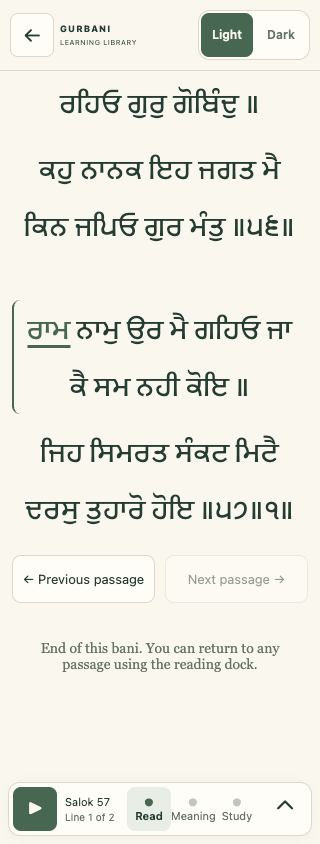 GURBANI
LEARNING LIBRARY
Light
Dark
ਰਹਿਓ ਗੁਰੁ ਗੋਬਿੰਦੁ ॥
ਕਹੁ ਨਾਨਕ ਇਹ ਜਗਤ ਮੈ
ਕਿਨ ਜਪਿਓ ਗੁਰ ਮੰਤੁ ॥੫੬॥
ਰਾਮ ਨਾਮੁ ਉਰ ਮੈ ਗਹਿਓ ਜਾ
ਕੈ ਸਮ ਨਹੀ ਕੋਇ ॥
ਜਿਹ ਸਿਮਰਤ ਸੰਕਟ ਮਿਟੈ
ਦਰਸੁ ਤੁਹਾਰੋ ਹੋਇ ॥੫੭॥੧॥
← Previous passage
Next passage →
End of this bani. You can return to any
passage using the reading dock.
Salok 57
Line 1 of 2
Read
Meaning
Study